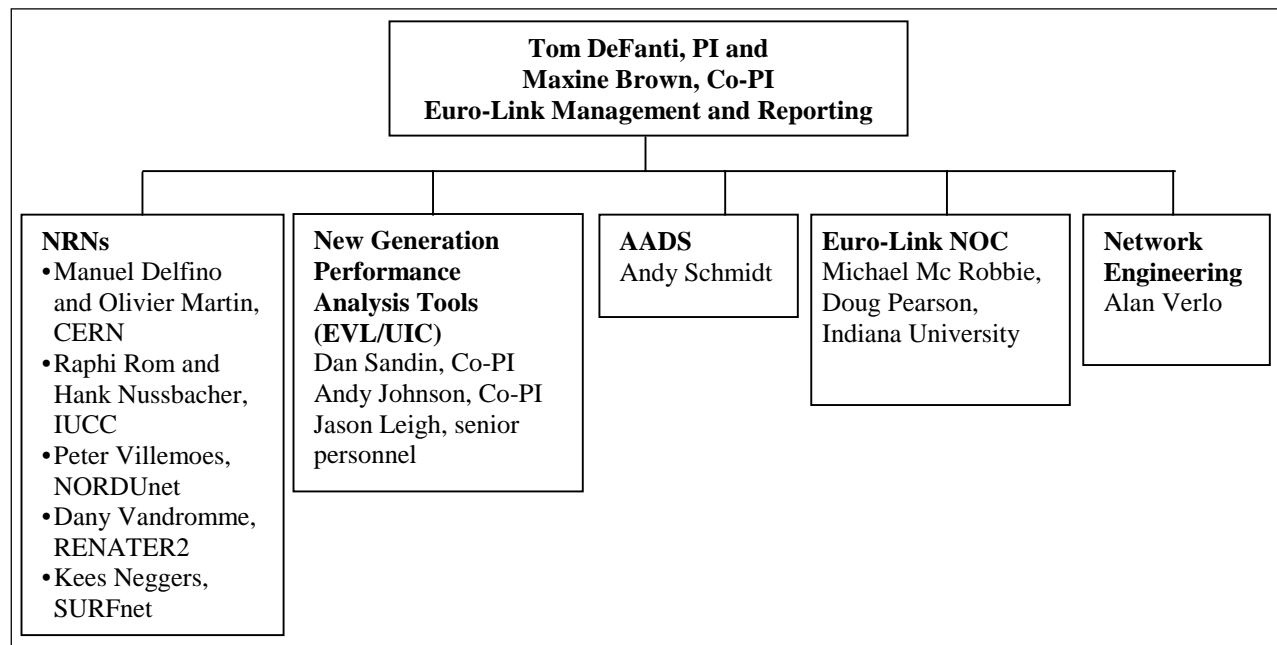 Tom DeFanti, PI and
Maxine Brown, Co-PI
Euro-Link Management and Reporting
NRNs
•Manuel Delfino
and Olivier Martin,
CERN
•Raphi Rom and
Hank Nussbacher,
IUCC
•Peter Villemoes,
NORDUnet
•Dany Vandromme,
RENATER2
•Kees Neggers,
SURFnet
New Generation
Performance
Analysis Tools
(EVL/UIC)
Dan Sandin, Co-PI
Andy Johnson, Co-PI
Jason Leigh, senior
personnel
AADS
Andy Schmidt
Euro-Link NOC
Michael Mc Robbie,
Doug Pearson,
Indiana University
Network
Engineering
Alan Verlo